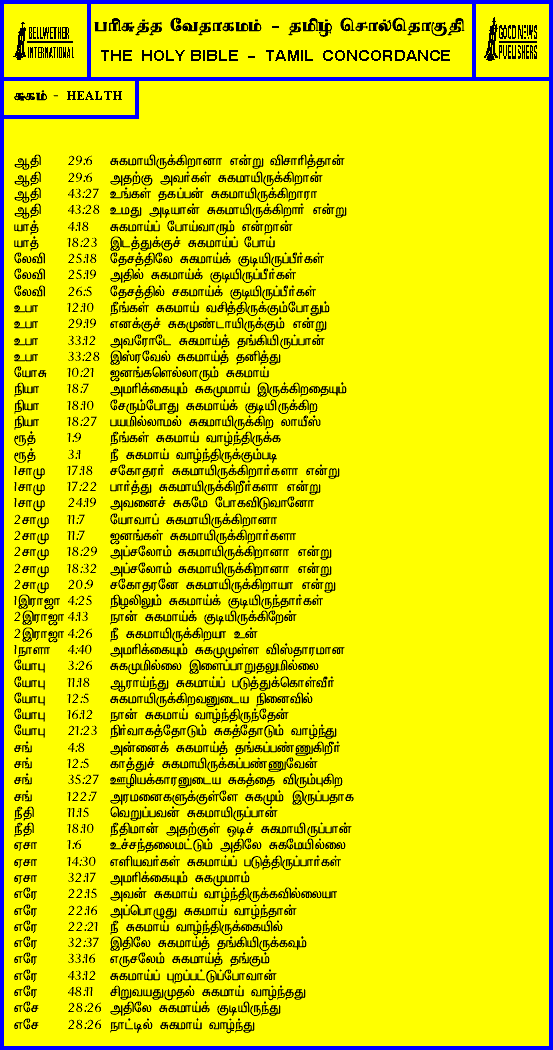 BELLWETHER INTERNATIONAL
பரிசுத்த வேதாகமம் - தமிழ் சொல்தொகுதி
THE HOLY BIBLE - TAMIL CONCORDANCE
GOOD NEWS PUBLISHERS
சுகம் - HEALTH
ஆதி 29:6 சுகமாயிருக்கிறானா என்று விசாரித்தான்
ஆதி 29:6 அதற்கு அவர்கள் சுகமாயிருக்கிறான்
ஆதி 43:27 உங்கள் தகப்பன் சுகமாயிருக்கிறாரா
ஆதி 43:28 உமது அடியான் சுகமாயிருக்கிறார் என்று
யாத் 4:18 சுகமாய்ப் போய்வாரும் என்றான்
யாத் 18:23 இடத்துக்குச் சுகமாய்ப் போய்
லேவி 25:18 தேசத்திலே சுகமாய்க் குடியிருப்பீர்கள்
லேவி 25:19 அதில் சுகமாய்க் குடியிருப்பீர்கள்
லேவி 26:5 தேசத்தில் சகமாய்க் குடியிருப்பீர்கள்
உபா 12:10 நீங்கள் சுகமாய் வசித்திருக்கும்போதும்
உபா 29:19 எனக்குச் சுகமுண்டாயிருக்கும் என்று
உபா 33:12 அவரோடே சுகமாய்த் தங்கியிருப்பான்
உபா 33:28 இஸ்ரவேல் சுகமாய்த் தனித்து
யோசு 10:21 ஜனங்களெல்லாரும் சுகமாய்
நியா 18:7 அமரிக்கையும் சுகமுமாய் இருக்கிறதையும்
நியா 18:10 சேரும்போது சுகமாய்க் குடியிருக்கிற
நியா 18:27 பயமில்லாமல் சுகமாயிருக்கிற லாயீஸ்
ரூத் 1:9 நீங்கள் சுகமாய் வாழ்ந்திருக்க
ரூத் 3:1 நீ சுகமாய் வாழ்ந்திருக்கும்படி
1சாமு 17:18 சகோதரர் சுகமாயிருக்கிறார்களா என்று
1சாமு 17:22 பார்த்து சுகமாயிருக்கிறீர்களா என்று
1சாமு 24:19 அவனைச் சுகமே போகவிடுவானோ
2சாமு 11:7 யோவாப் சுகமாயிருக்கிறானா
2சாமு 11:7 ஜனங்கள் சுகமாயிருக்கிறார்களா
2சாமு 18:29 அப்சலோம் சுகமாயிருக்கிறானா என்று
2சாமு 18:32 அப்சலோம் சுகமாயிருக்கிறானா என்று
2சாமு 20:9 சகோதரனே சுகமாயிருக்கிறாயா என்று
1இராஜா 4:25 நிழலிலும் சுகமாய்க் குடியிருந்தார்கள்
2இராஜா 4:13 நான் சுகமாய்க் குடியிருக்கிறேன்
2இராஜா 4:26 நீ சுகமாயிருக்கிறயா உன்
1நாளா 4:40 அமரிக்கையும் சுகமுமுள்ள விஸ்தாரமான
யோபு 3:26 சுகமுமில்லை இளைப்பாறுதலுமில்லை
யோபு 11:18 ஆராய்ந்து சுகமாய்ப் படுத்துக்கொள்வீர்
யோபு 12:5 சுகமாயிருக்கிறவனுடைய நினைவில்
யோபு 16:12 நான் சுகமாய் வாழ்ந்திருந்தேன்
யோபு 21:23 நிர்வாகத்தோடும் சுகத்தோடும் வாழ்ந்து
சங் 4:8 அன்னைக் சுகமாய்த் தங்கப்பண்ணுகிறீர்
சங் 12:5 காத்துச் சுகமாயிருக்கப்பண்ணுவேன்
சங் 35:27 ஊழியக்காரனுடைய சுகத்தை விரும்புகிற
சங் 122:7 அரமனைகளுக்குள்ளே சுகமும் இருப்பதாக
நீதி 11:15 வெறுப்பவன் சுகமாயிருப்பான்
நீதி 18:10 நீதிமான் அதற்குள் ஓடிச் சுகமாயிருப்பான்
ஏசா 1:6 உச்சந்தலைமட்டும் அதிலே சுகமேயில்லை
ஏசா 14:30 எளியவர்கள் சுகமாய்ப் படுத்திருப்பார்கள்
ஏசா 32:17 அமரிக்கையும் சுகமுமாம்
எரே 22:15 அவன் சுகமாய் வாழ்ந்திருக்கவில்லையா
எரே 22:16 அப்பொழுது சுகமாய் வாழ்ந்தான்
எரே 22:21 நீ சுகமாய் வாழ்ந்திருக்கையில்
எரே 32:37 இதிலே சுகமாய்த் தங்கியிருக்கவும்
எரே 33:16 எருசலேம் சுகமாய்த் தங்கும்
எரே 43:12 சுகமாய்ப் புறப்பட்டுப்போவான்
எரே 48:11 சிறுவயதுமுதல் சுகமாய் வாழ்ந்தது
எசே 28:26 அதிலே சுகமாய்க் குடியிருந்து
எசே 28:26 நாட்டில் சுகமாய் வாழ்ந்து